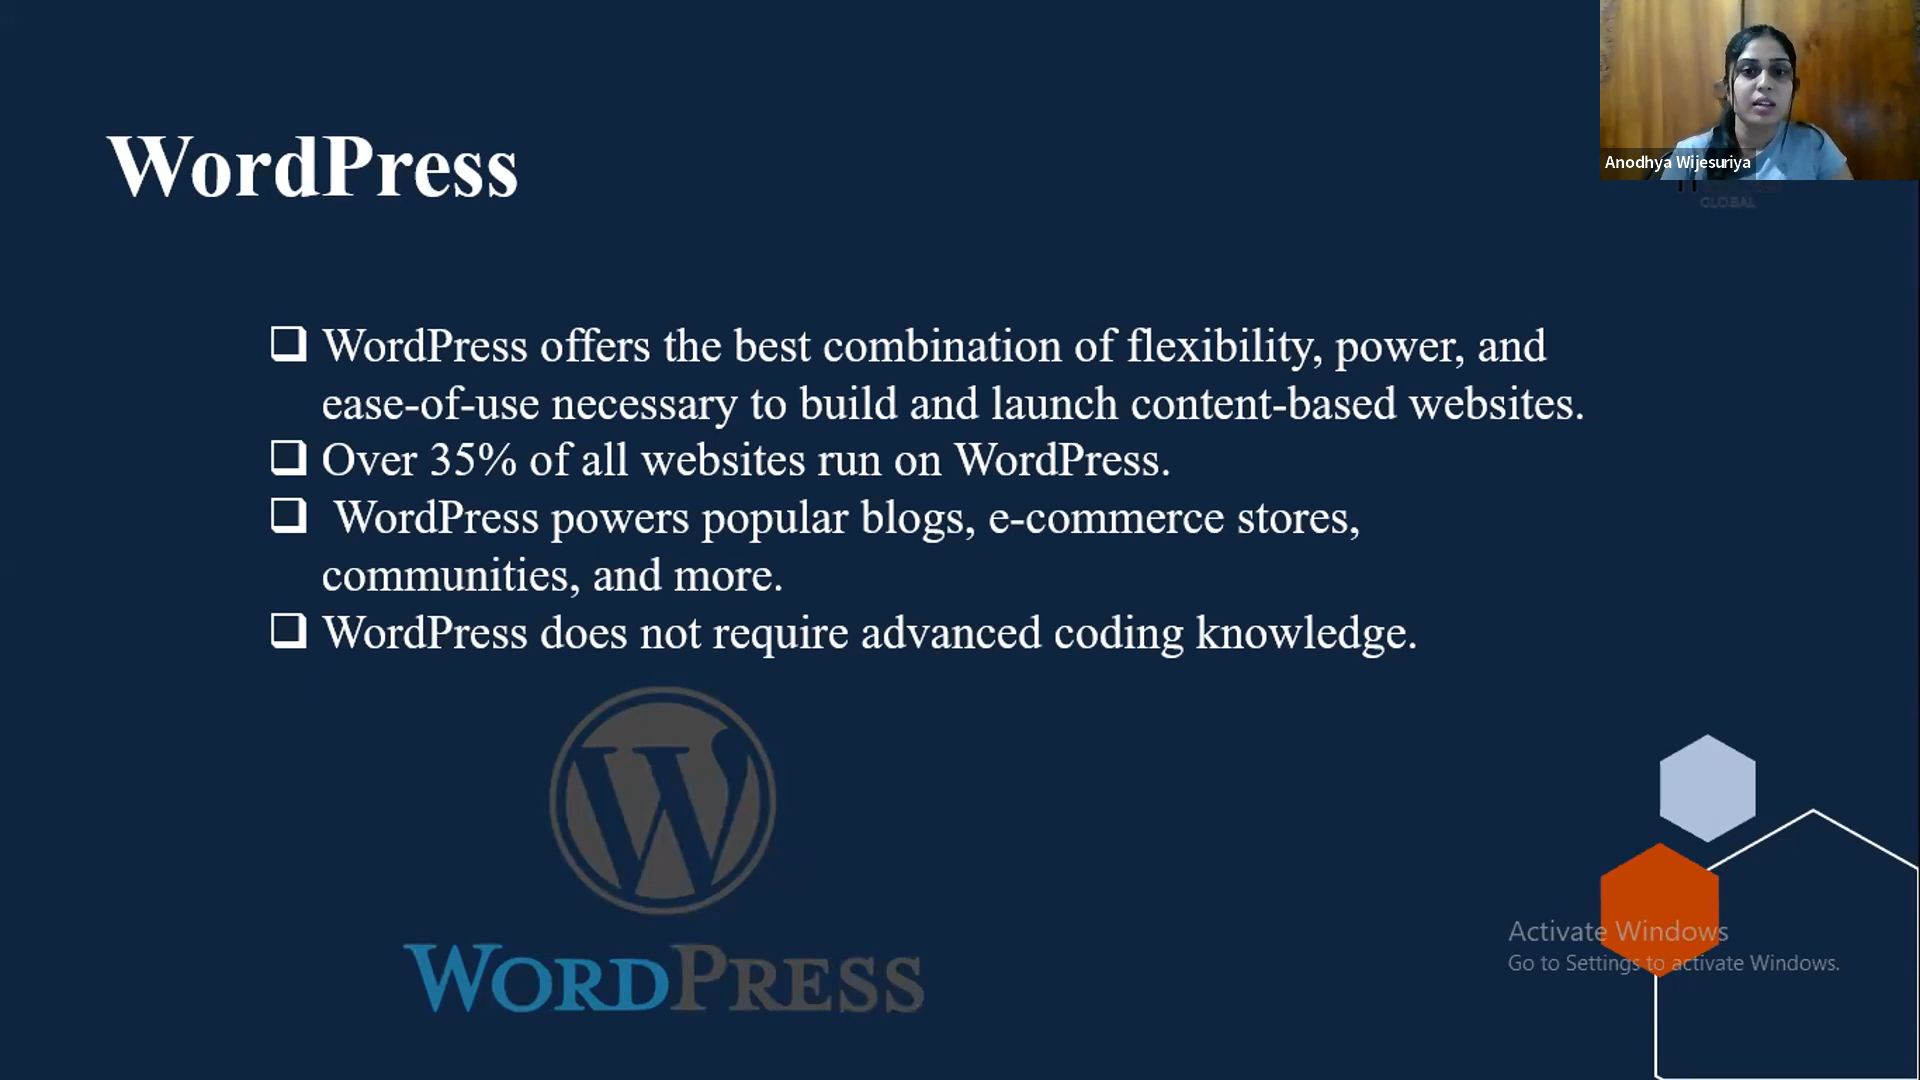 WordPress
Anodhya Wijesuriya
GLOBAL
WordPress offers the best combination of flexibility, power, and
ease-of-use necessary to build and launch content-based websites.
Over 35% of all websites run on WordPress.
WordPress powers popular blogs, e-commerce stores,
communities, and more.
WordPress does not require advanced coding knowledge.
W
WORDPRESS
Activate Windows
Go to Settings to activate Windows.